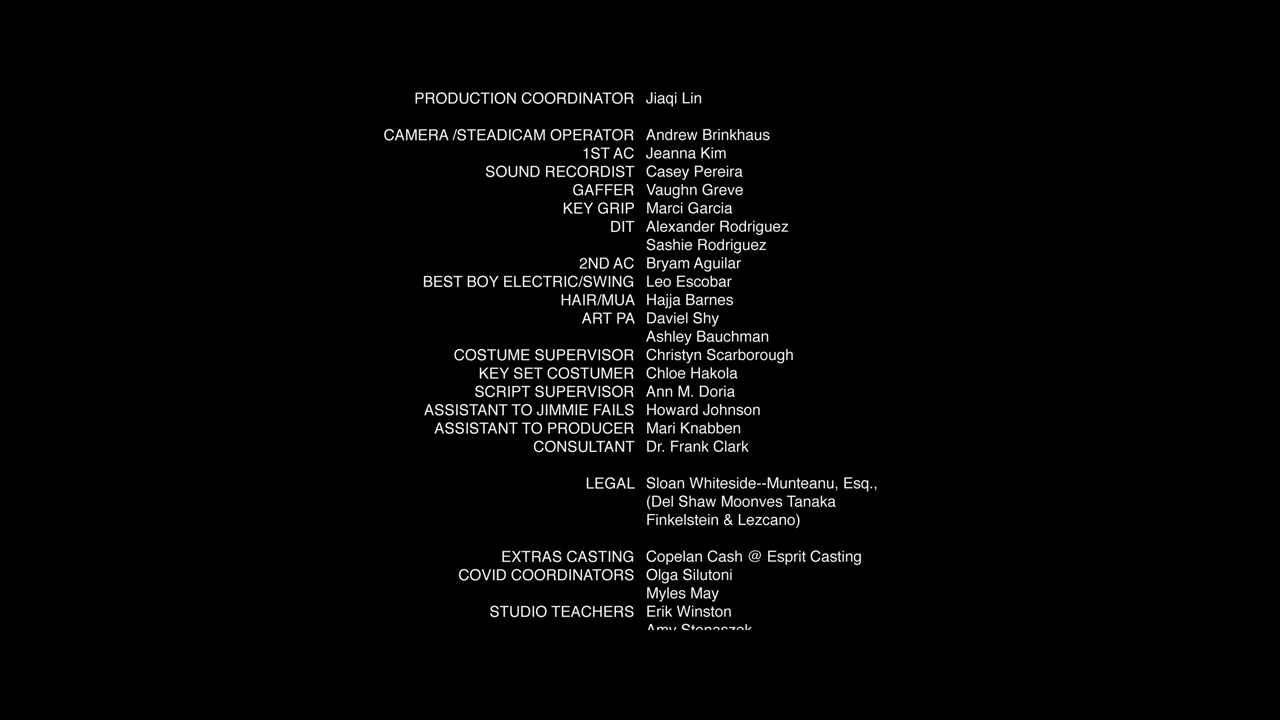 PRODUCTION COORDINATOR Jiaqi Lin
CAMERA /STEADICAM OPERATOR Andrew Brinkhaus
1ST AC Jeanna Kim
SOUND RECORDIST Casey Pereira
GAFFER Vaughn Greve
KEY GRIP Marci Garcia
DIT Alexander Rodriguez
Sashie Rodriguez
2ND AC Bryam Aguilar
BEST BOY ELECTRIC/SWING Leo Escobar
HAIR/MUA Hajja Barnes
ART PA Daviel Shy
Ashley Bauchman
COSTUME SUPERVISOR Christyn Scarborough
KEY SET COSTUMER Chloe Hakola
SCRIPT SUPERVISOR Ann M. Doria
ASSISTANT TO JIMMIE FAILS Howard Johnson
ASSISTANT TO PRODUCER Mari Knabben
CONSULTANT Dr. Frank Clark
LEGAL Sloan Whiteside--Munteanu, Esq.,
(Del Shaw Moonves Tanaka
Finkelstein & Lezcano)
EXTRAS CASTING Copelan Cash @ Esprit Casting
COVID COORDINATORS Olga Silutoni
Myles May
STUDIO TEACHERS Erik Winston
Amy